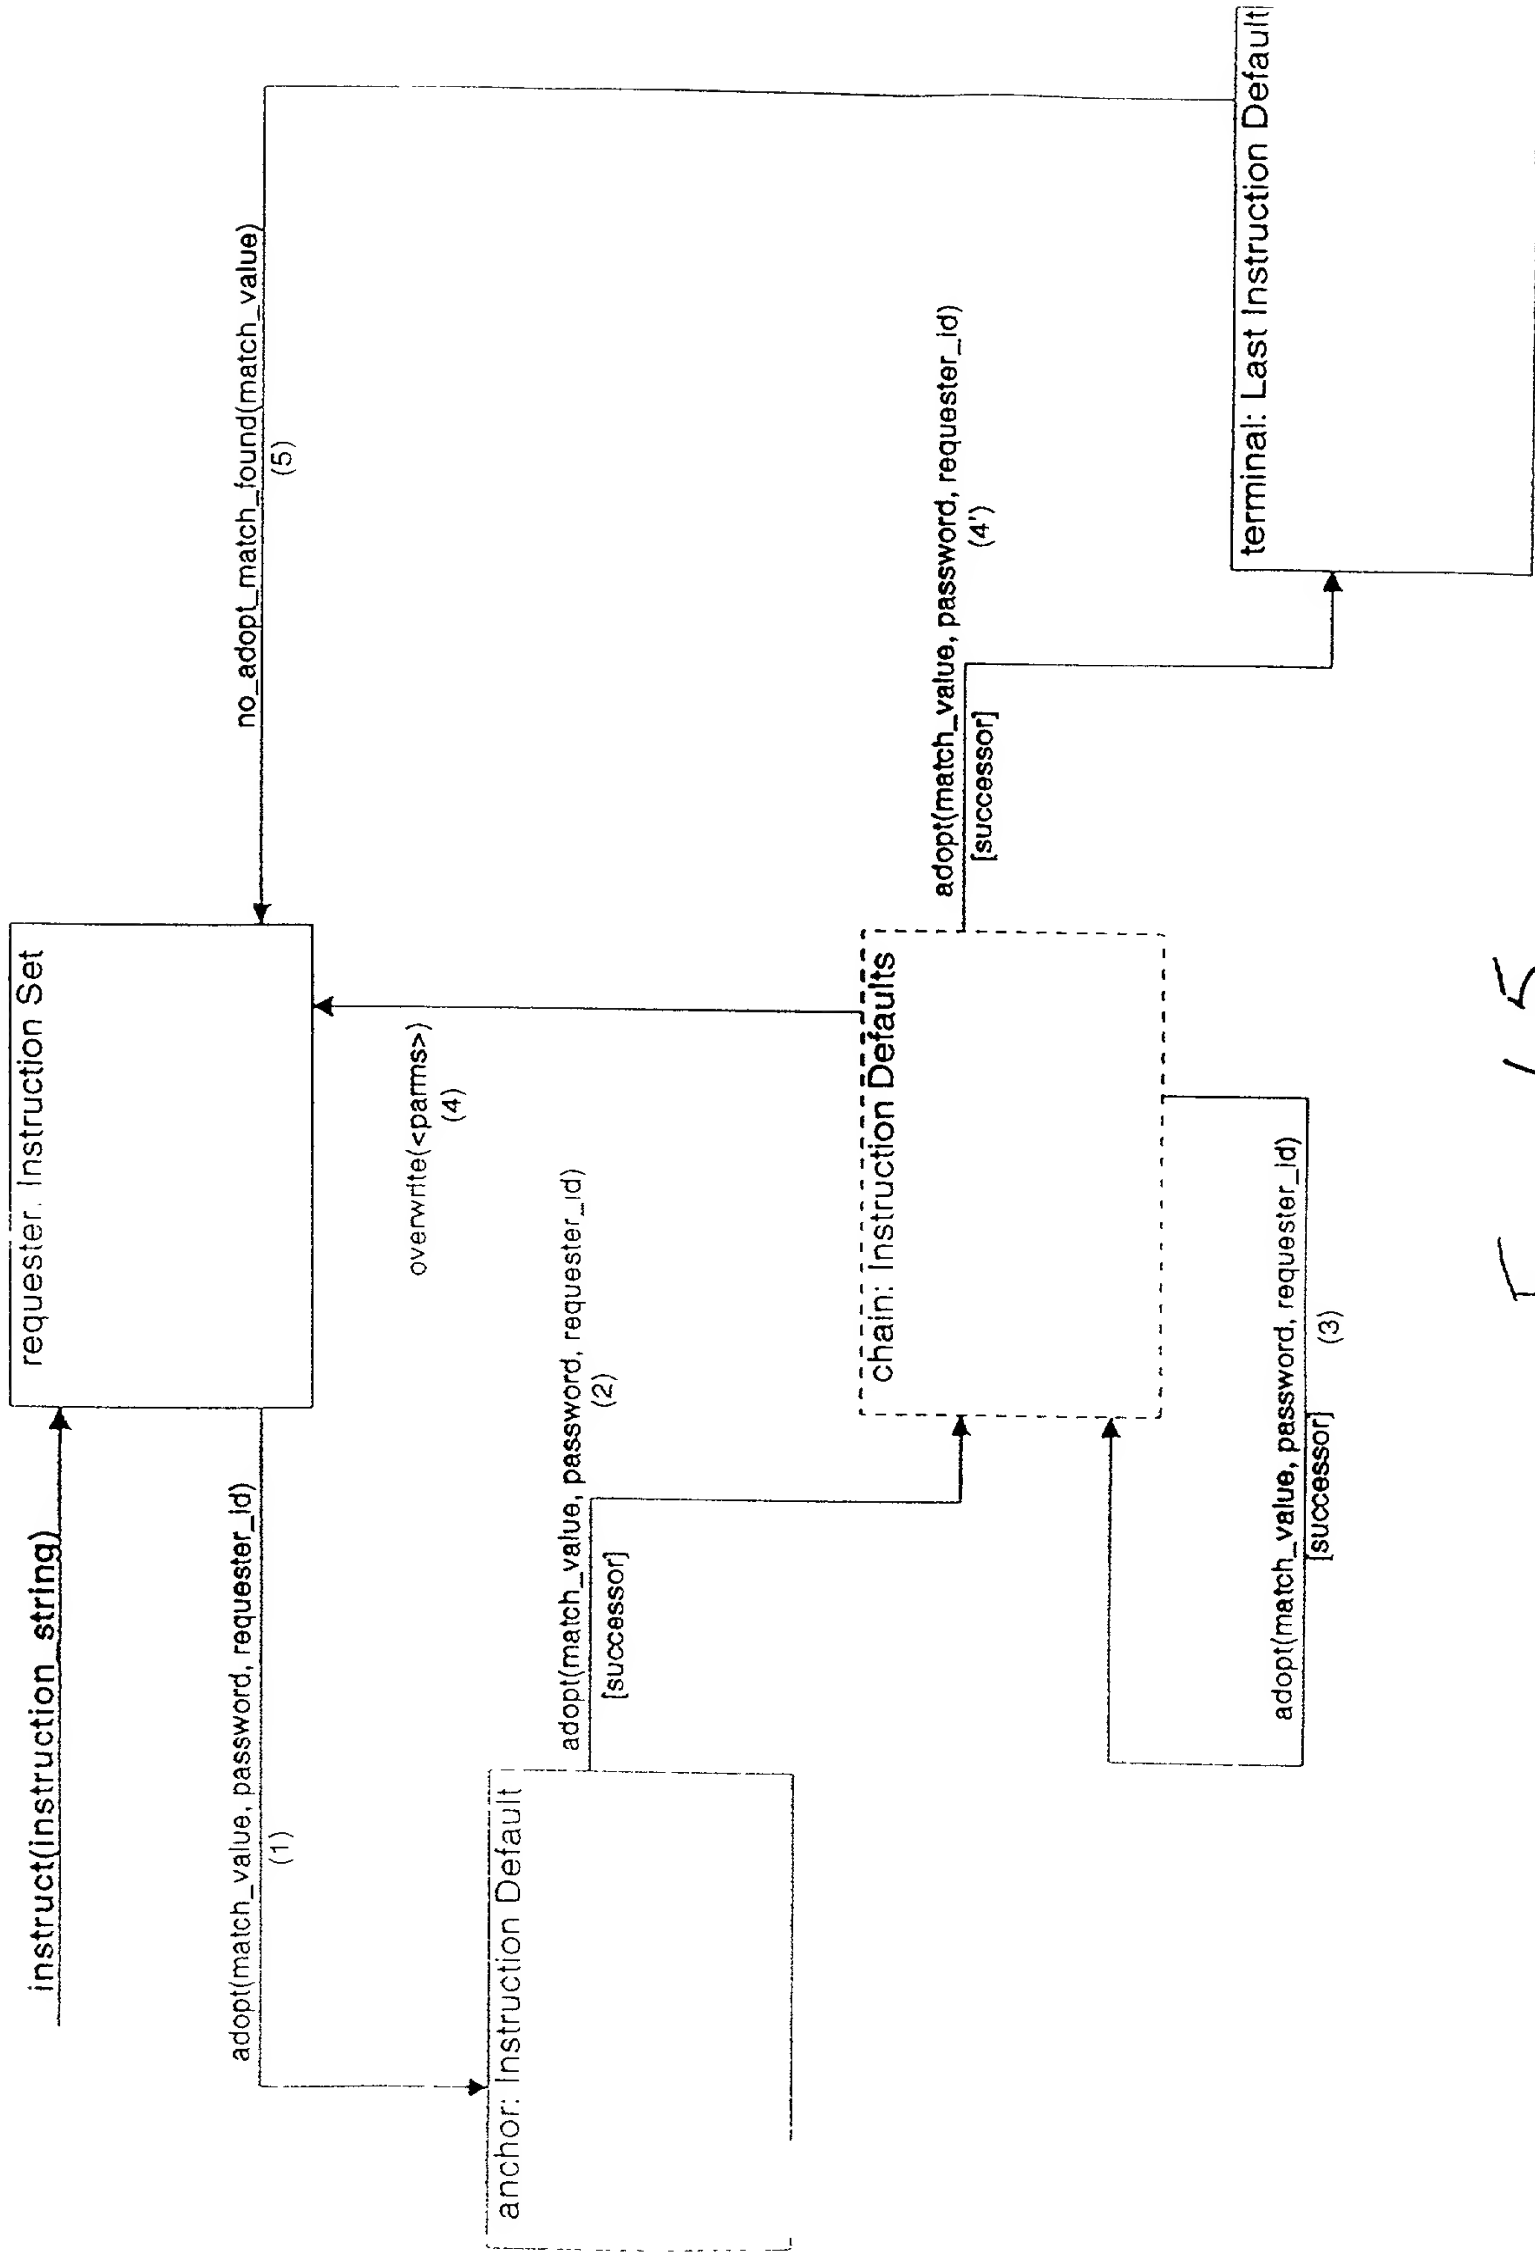 instruct(instruction_string)
requester. Instruction Set
adopt(match_value, password, requester_id)
(1)
no_adopt_match_found(match_value)
(5)
overwrite(<parms>)
(4)
anchor: Instruction Default
adopt(match_value, password, requester_id)
(2)
[successor]
chain: Instruction Defaults
adopt(match_value, password, requester_id)
(4')
[successor]
adopt(match_value, password, requester_id)
(3)
[successor]
terminal: Last Instruction Default